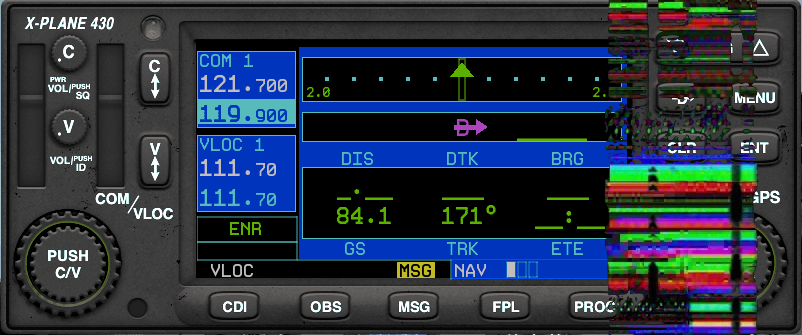 X-PLANE 430
.C
PWR
VOL/PUSH
SQ
C
.V
VOL/PUSH
ID
V
COM/VLOC
PUSH
C/V
COM 1
121.700
119.900
VLOC 1
111.70
111.70
ENR
VLOC
2.0
2.
D
DIS DTK BRG
_._ ___ ___
84.1 171° __:__
GS TRK ETE
MSG NAV
CDI OBS MSG FPL PROC
MENU
CLR ENT
GPS